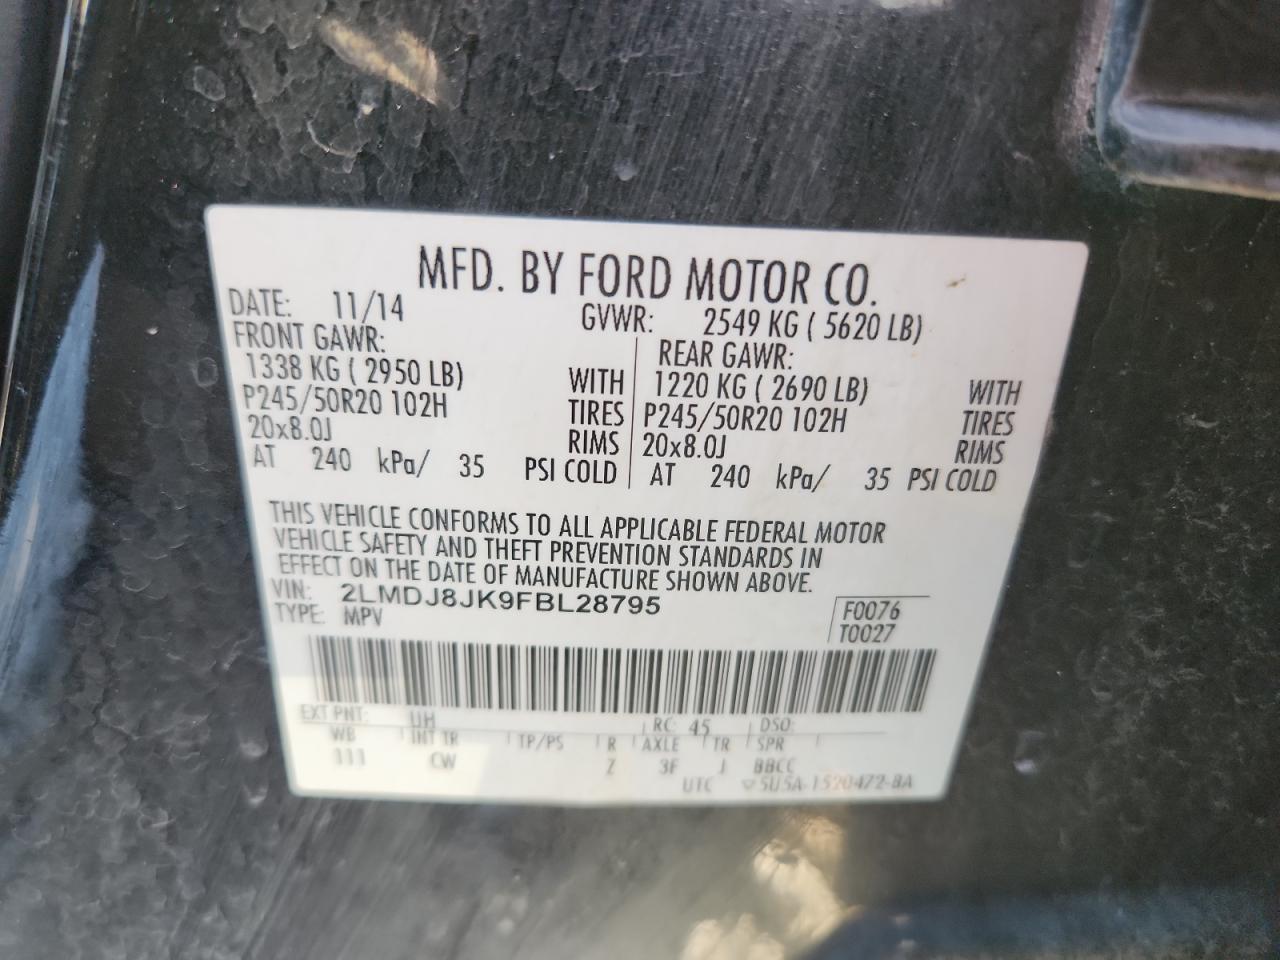 MFD. BY FORD MOTOR CO.
DATE: 11/14 GVWR: 2549 KG ( 5620 LB)
FRONT GAWR: REAR GAWR:
1338 KG ( 2950 LB) WITH 1220 KG ( 2690 LB) WITH
P245/50R20 102H TIRES P245/50R20 102H TIRES
20x8.0J RIMS 20x8.0J RIMS
AT 240 kPa/ 35 PSI COLD AT 240 kPa/ 35 PSI COLD
THIS VEHICLE CONFORMS TO ALL APPLICABLE FEDERAL MOTOR
VEHICLE SAFETY AND THEFT PREVENTION STANDARDS IN
EFFECT ON THE DATE OF MANUFACTURE SHOWN ABOVE.
VIN: 2LMDJ8JK9FBL28795 F0076
TYPE: MPV T0027
EXT PNT: UH RC: 45 DSO:
WB INT TR TP/PS R AXLE TR SPR
111 CW Z 3F J BBCC
UTC ▽5U5A-1520472-BA